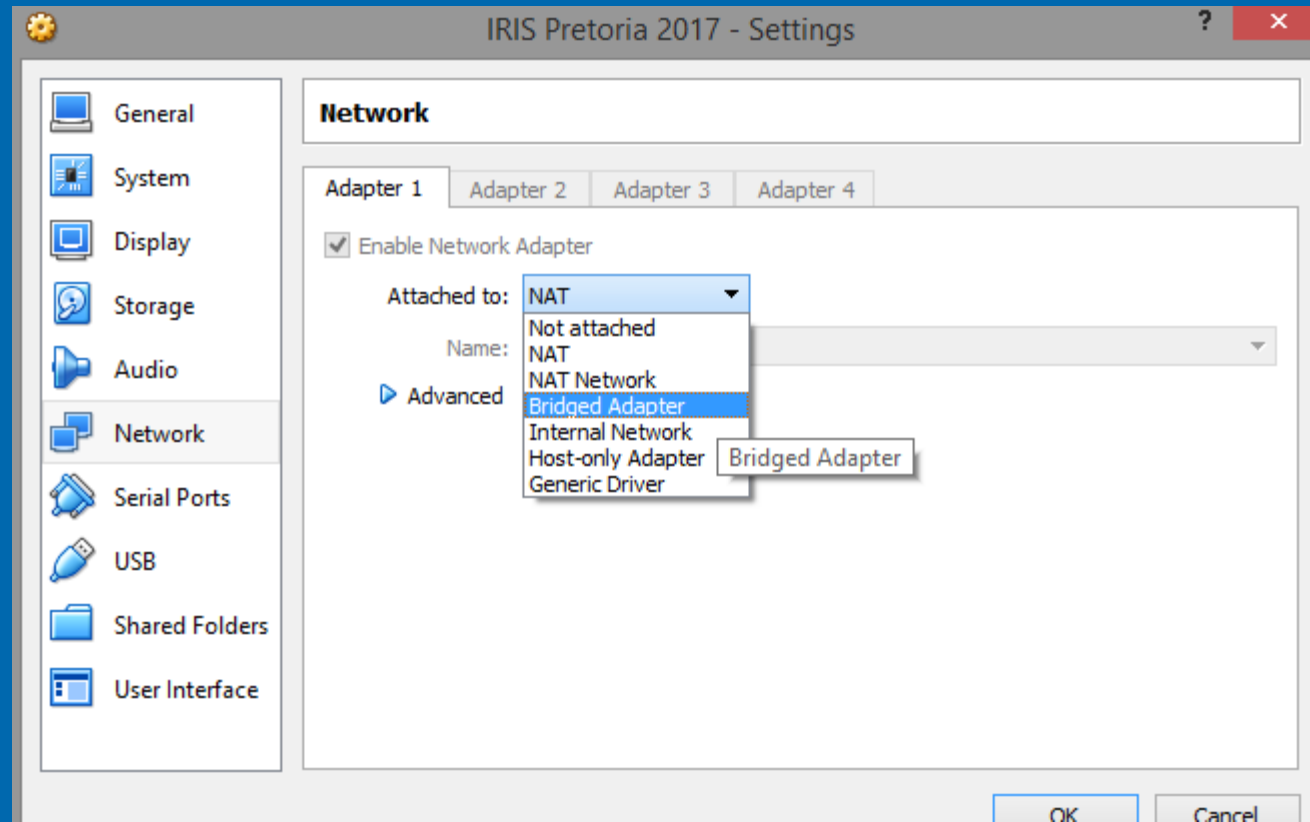 IRIS Pretoria 2017 - Settings
?
General
System
Display
Storage
Audio
Network
Serial Ports
USB
Shared Folders
User Interface
Network
Adapter 1
Adapter 2
Adapter 3
Adapter 4
Enable Network Adapter
Attached to: NAT
Not attached
Name:
NAT
NAT Network
Advanced
Bridged Adapter
Internal Network
Host-only Adapter
Bridged Adapter
Generic Driver
OK
Cancel